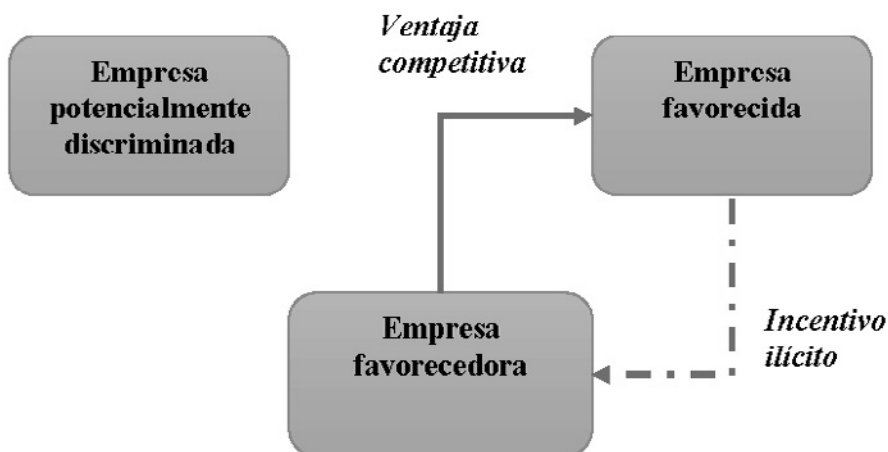 Ventaja
competitiva
Empresa
potencialmente
discriminada
Empresa
favorecida
Empresa
favorecedora
Incentivo
ilícito